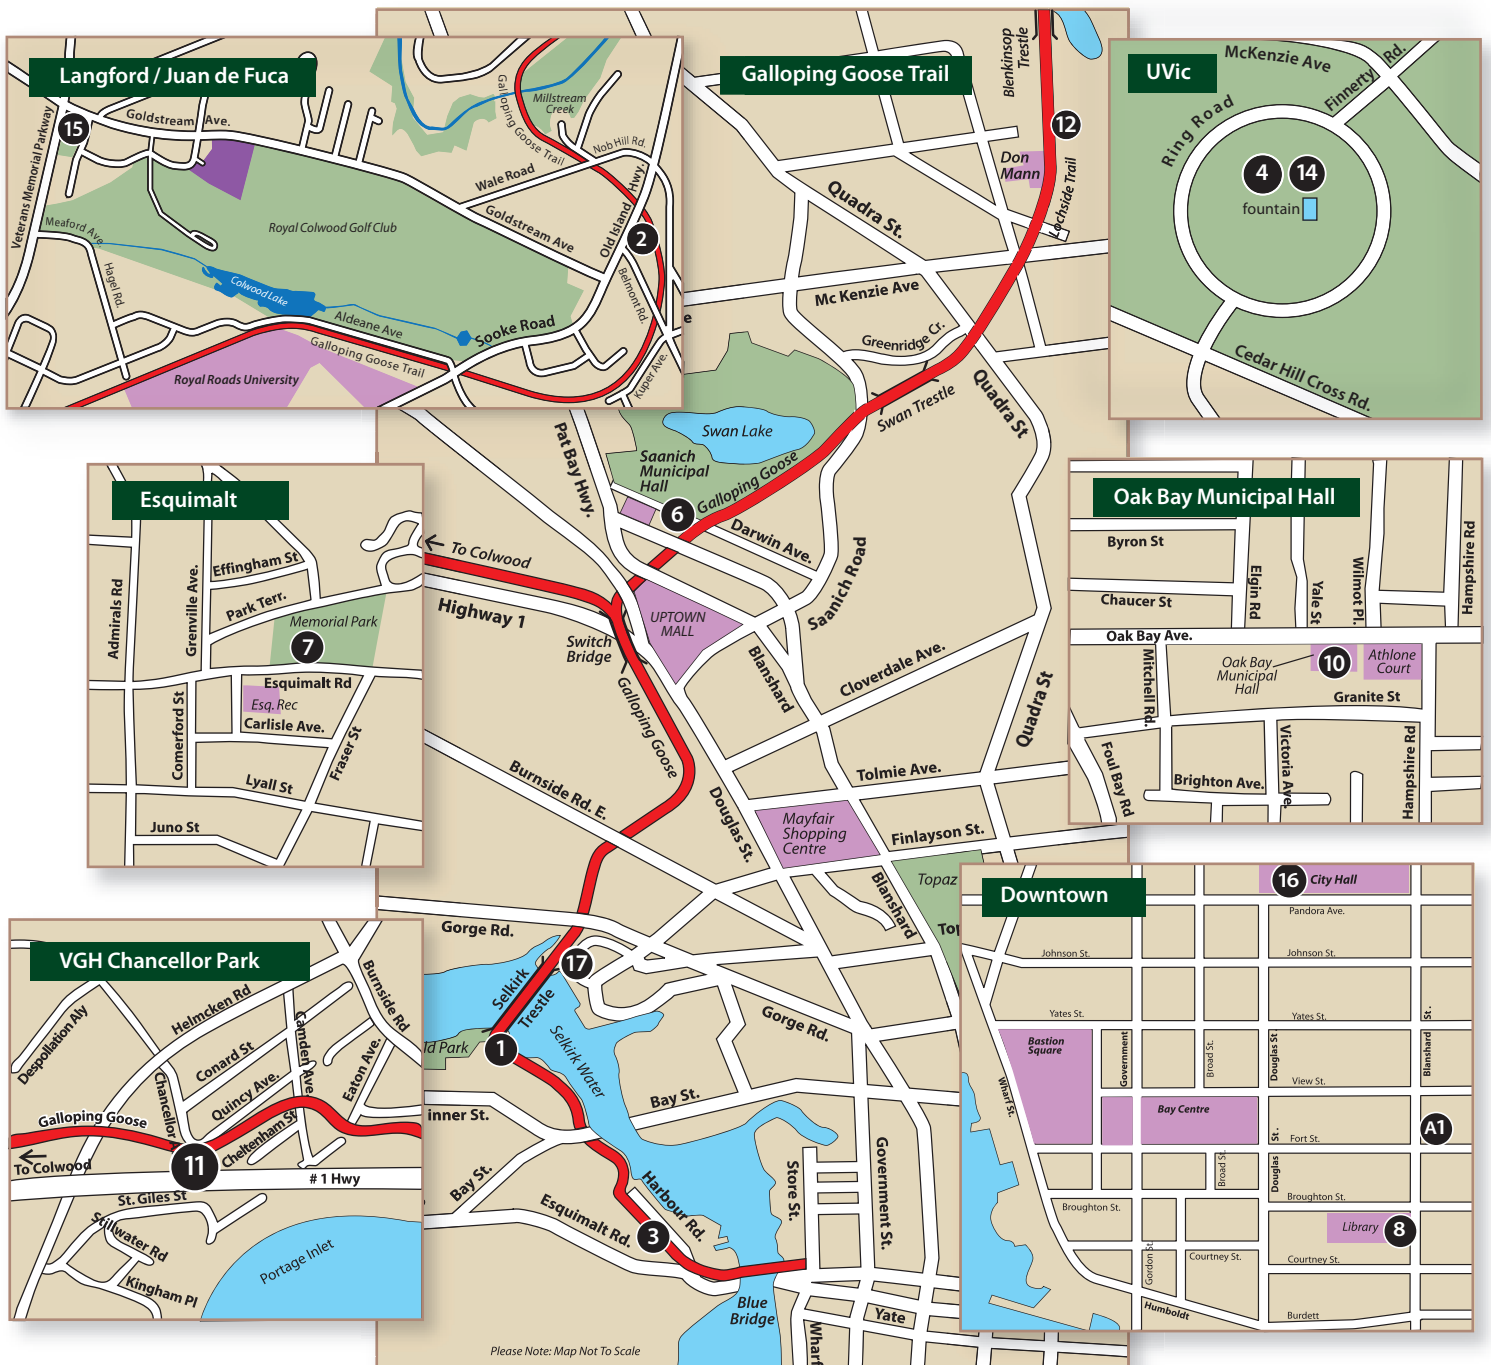 Langford / Juan de Fuca
15
Goldstream Ave.
Veterans Memorial Parkway
Galloping Goose Trail
Millstream
Creek
Nob Hill Rd.
Wale Road
Goldstream Ave
Old Island Hwy.
2
Royal Colwood Golf Club
Meaford Ave.
Hagel Rd.
Colwood Lake
Aldeane Ave
Sooke Road
Belmont Rd.
Galloping Goose Trail
Royal Roads University
Kuper Ave.
Galloping Goose Trail
Blenkinsop
Trestle
12
Don
Mann
Lochside Trail
Quadra St.
Mc Kenzie Ave
e
Greenridge Cr.
Swan Trestle
Quadra St
Swan Lake
Saanich
Municipal
Hall
6
Galloping Goose
Pat Bay Hwy.
Darwin Ave.
To Colwood
Highway 1
Saanich Road
UPTOWN
MALL
Switch
Bridge
Blanshard
Cloverdale Ave.
Galloping Goose
Quadra St
Burnside Rd. E.
Tolmie Ave.
Douglas St.
Mayfair
Shopping
Centre
Finlayson St.
Blanshard
Topaz
Top
Gorge Rd.
17
Selkirk
Trestle
ld Park
1
Selkirk Water
Gorge Rd.
Bay St.
inner St.
Bay St.
Harbour Rd.
Esquimalt Rd.
3
Store St.
Government St.
Blue
Bridge
Yate
Wharf
Please Note: Map Not To Scale
UVic
McKenzie Ave
Finnerty Rd.
Ring Road
4
14
fountain
Cedar Hill Cross Rd.
Esquimalt
Admirals Rd
Grenville Ave.
Effingham St
Park Terr.
Memorial Park
7
Esquimalt Rd
Esq. Rec
Carlisle Ave.
Comerford St
Fraser St
Lyall St
Juno St
Oak Bay Municipal Hall
Byron St
Elgin Rd
Yale St
Wilmot Pl.
Hampshire Rd
Chaucer St
Oak Bay Ave.
Mitchell Rd.
Oak Bay
Municipal
Hall
10
Athlone
Court
Granite St
Foul Bay Rd
Brighton Ave.
Victoria Ave.
Hampshire Rd
VGH Chancellor Park
Despollation Aly
Helmcken Rd
Burnside Rd
Conard St
Camden Ave.
Chancellor A
Quincy Ave.
Eaton Ave.
Galloping Goose
Cheltenham St
11
To Colwood
# 1 Hwy
St. Giles St
Stillwater Rd
Kingham Pl
Portage Inlet
Downtown
16
City Hall
Pandora Ave.
Johnson St.
Johnson St.
Yates St.
Yates St.
St.
Bastion
Square
Government
Broad St.
Douglas St
Blanshard
View St.
Wharf St.
Bay Centre
A1
Fort St.
St.
Broad St.
Douglas
Broughton St.
Broughton St.
Library
8
Gordon St
Courtney St.
Courtney St.
Humboldt
Burdett